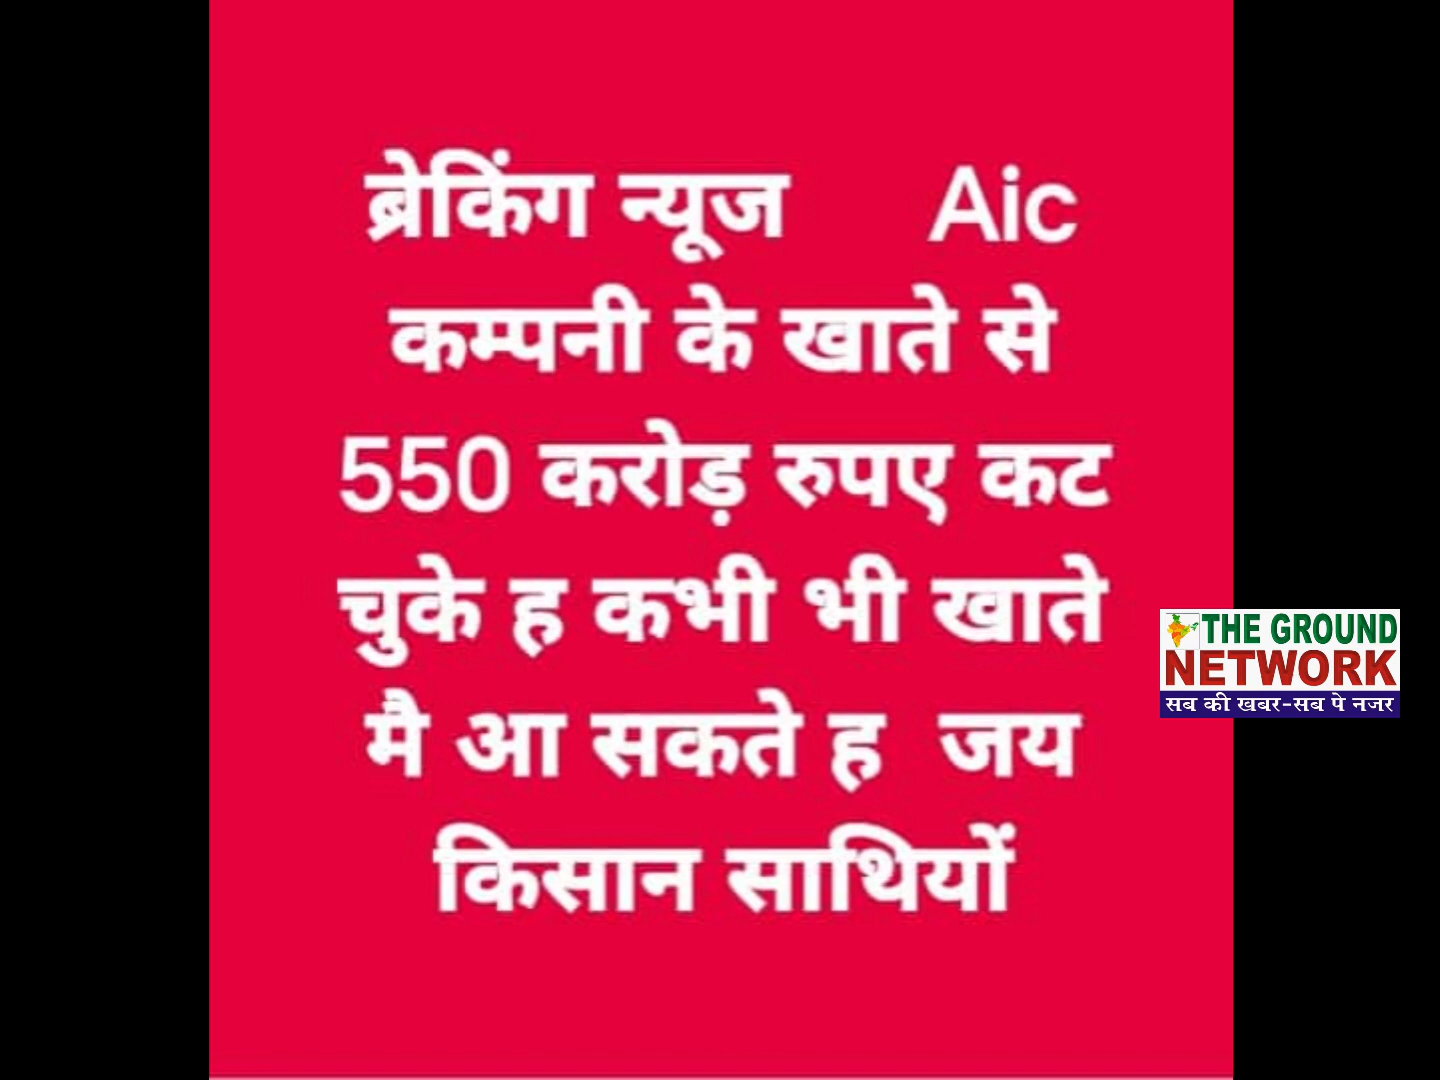 ब्रेकिंग न्यूज Aic
कम्पनी के खाते से
550 करोड़ रुपए कट
चुके ह कभी भी खाते
मै आ सकते ह जय
किसान साथियों
THE GROUND
NETWORK
सब की खबर-सब पे नजर